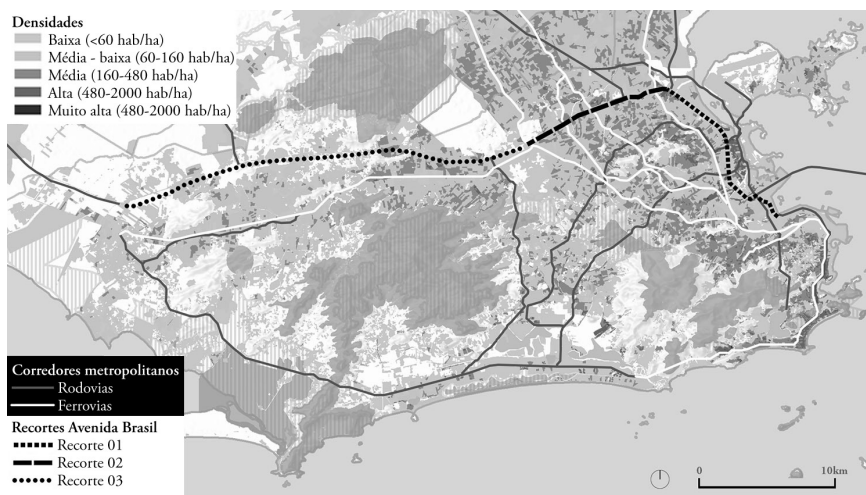 Densidades
Baixa (<60 hab/ha)
Média - baixa (60-160 hab/ha)
Média (160-480 hab/ha)
Alta (480-2000 hab/ha)
Muito alta (480-2000 hab/ha)
Corredores metropolitanos
Rodovias
Ferrovias
Recortes Avenida Brasil
Recorte 01
Recorte 02
Recorte 03
0 10km